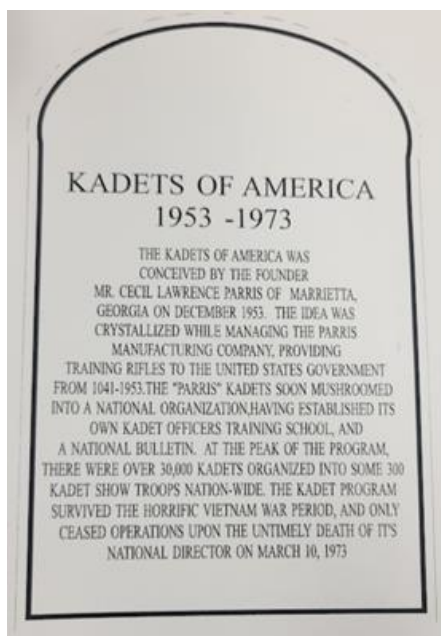 KADETS OF AMERICA
1953 -1973
THE KADETS OF AMERICA WAS
CONCEIVED BY THE FOUNDER
MR. CECIL LAWRENCE PARRIS OF MARRIETTA,
GEORGIA ON DECEMBER 1953. THE IDEA WAS
CRYSTALLIZED WHILE MANAGING THE PARRIS
MANUFACTURING COMPANY, PROVIDING
TRAINING RIFLES TO THE UNITED STATES GOVERNMENT
FROM 1041-1953.THE "PARRIS" KADETS SOON MUSHROOMED
INTO A NATIONAL ORGANIZATION,HAVING ESTABLISHED ITS
OWN KADET OFFICERS TRAINING SCHOOL, AND
A NATIONAL BULLETIN. AT THE PEAK OF THE PROGRAM,
THERE WERE OVER 30,000 KADETS ORGANIZED INTO SOME 300
KADET SHOW TROOPS NATION-WIDE. THE KADET PROGRAM
SURVIVED THE HORRIFIC VIETNAM WAR PERIOD, AND ONLY
CEASED OPERATIONS UPON THE UNTIMELY DEATH OF IT'S
NATIONAL DIRECTOR ON MARCH 10, 1973